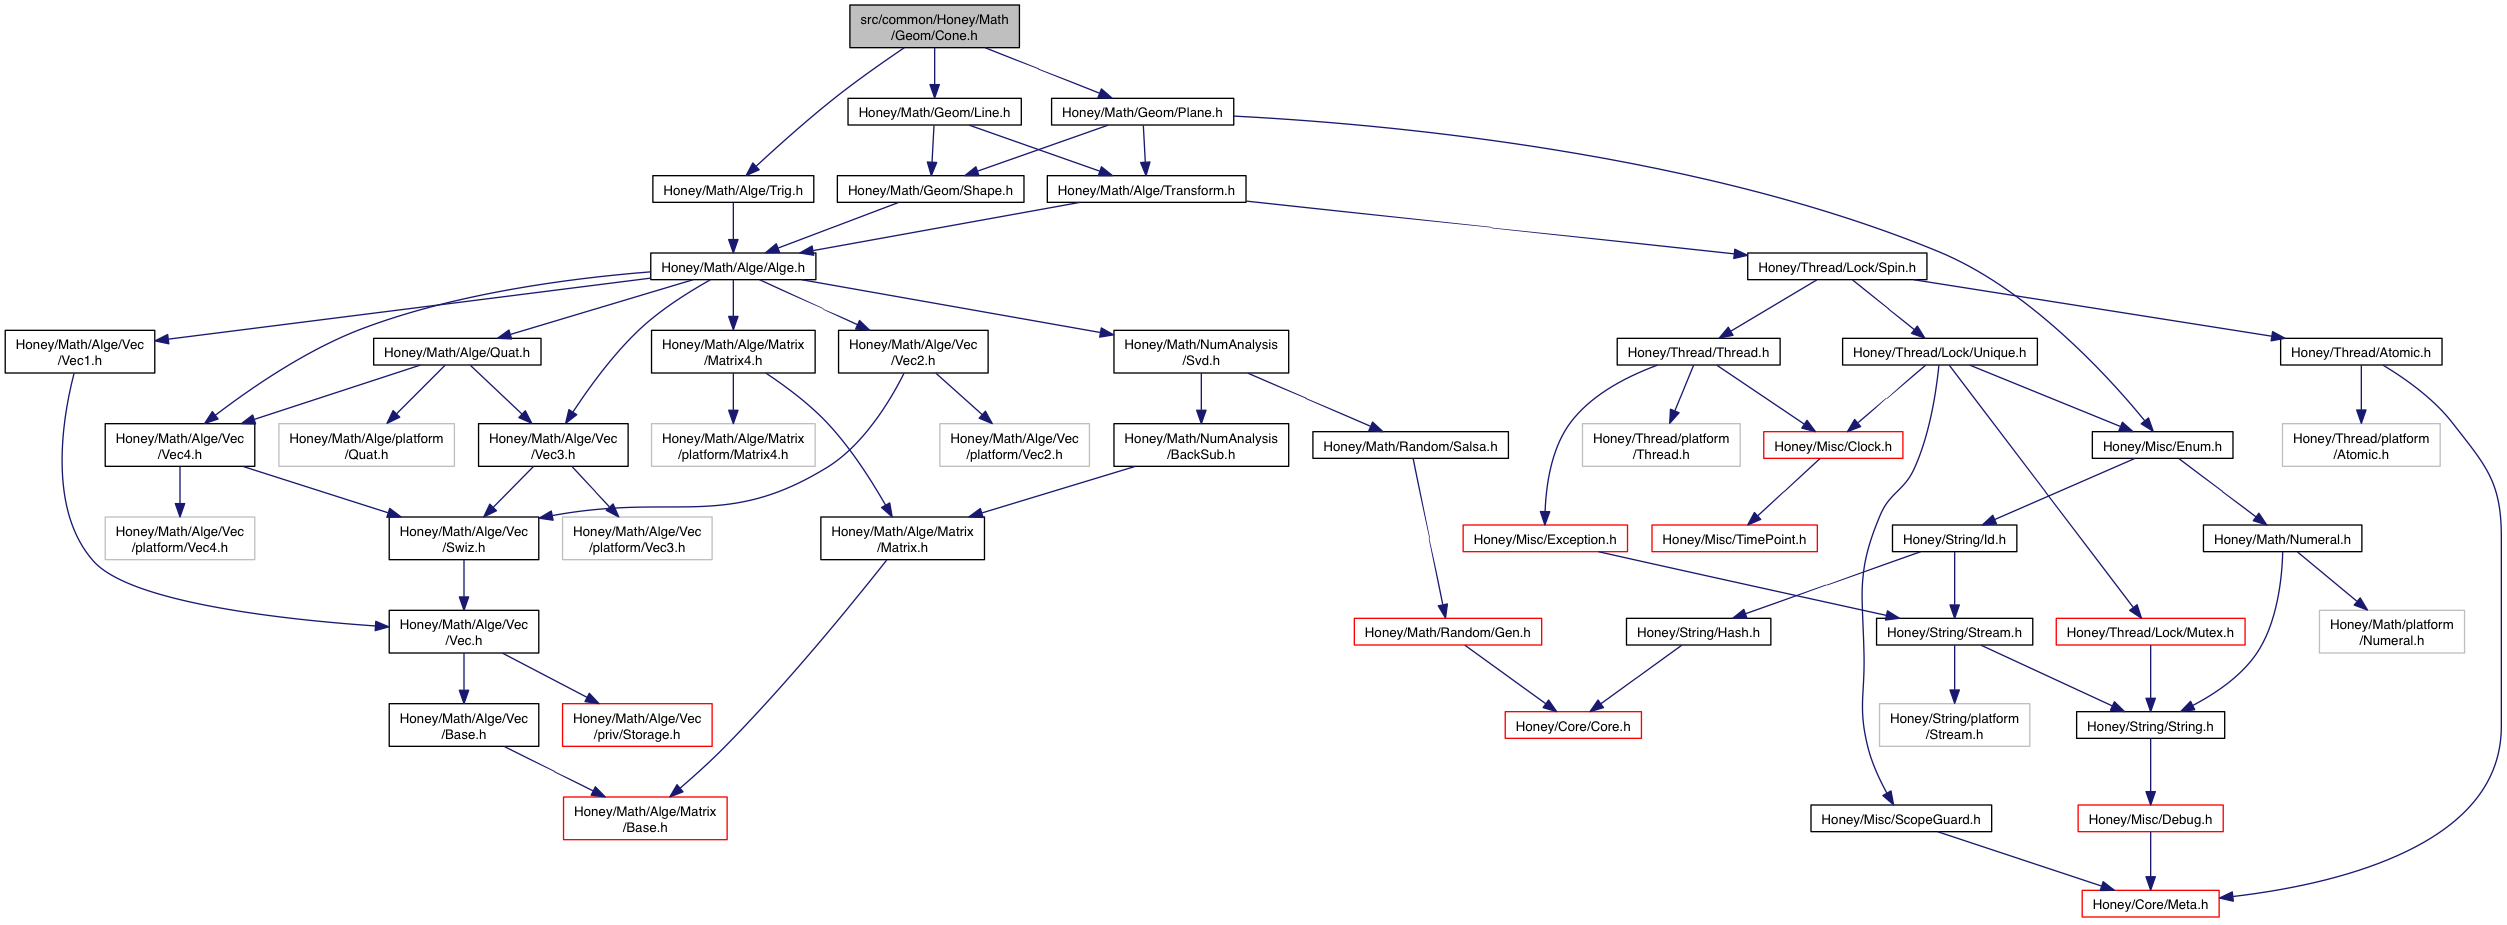 src/common/Honey/Math
/Geom/Cone.h
Honey/Math/Geom/Line.h
Honey/Math/Geom/Plane.h
Honey/Math/Alge/Trig.h
Honey/Math/Geom/Shape.h
Honey/Math/Alge/Transform.h
Honey/Math/Alge/Alge.h
Honey/Thread/Lock/Spin.h
Honey/Math/Alge/Vec
/Vec1.h
Honey/Math/Alge/Quat.h
Honey/Math/Alge/Matrix
/Matrix4.h
Honey/Math/Alge/Vec
/Vec2.h
Honey/Math/NumAnalysis
/Svd.h
Honey/Thread/Thread.h
Honey/Thread/Lock/Unique.h
Honey/Thread/Atomic.h
Honey/Math/Alge/Vec
/Vec4.h
Honey/Math/Alge/platform
/Quat.h
Honey/Math/Alge/Vec
/Vec3.h
Honey/Math/Alge/Matrix
/platform/Matrix4.h
Honey/Math/Alge/Vec
/platform/Vec2.h
Honey/Math/NumAnalysis
/BackSub.h
Honey/Math/Random/Salsa.h
Honey/Thread/platform
/Thread.h
Honey/Misc/Clock.h
Honey/Misc/Enum.h
Honey/Thread/platform
/Atomic.h
Honey/Math/Alge/Vec
/platform/Vec4.h
Honey/Math/Alge/Vec
/Swiz.h
Honey/Math/Alge/Vec
/platform/Vec3.h
Honey/Math/Alge/Matrix
/Matrix.h
Honey/Misc/Exception.h
Honey/Misc/TimePoint.h
Honey/String/Id.h
Honey/Math/Numeral.h
Honey/Math/Alge/Vec
/Vec.h
Honey/Math/Random/Gen.h
Honey/String/Hash.h
Honey/String/Stream.h
Honey/Thread/Lock/Mutex.h
Honey/Math/platform
/Numeral.h
Honey/Math/Alge/Vec
/Base.h
Honey/Math/Alge/Vec
/priv/Storage.h
Honey/Core/Core.h
Honey/String/platform
/Stream.h
Honey/String/String.h
Honey/Math/Alge/Matrix
/Base.h
Honey/Misc/ScopeGuard.h
Honey/Misc/Debug.h
Honey/Core/Meta.h